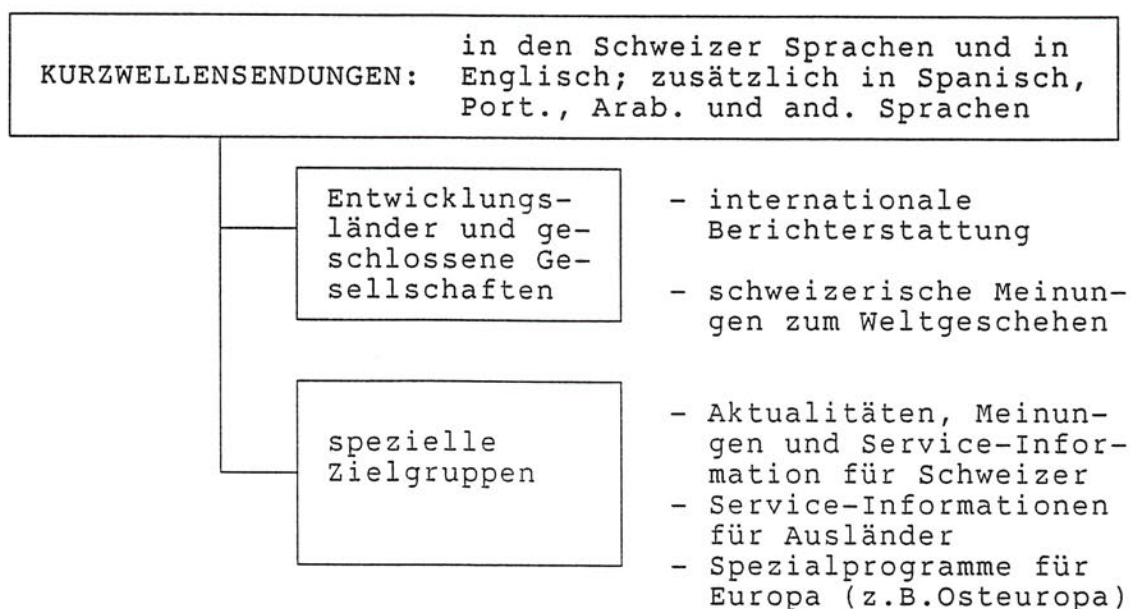 KURZWELLENSENDUNGEN: in den Schweizer Sprachen und in
Englisch; zusätzlich in Spanisch,
Port., Arab. und and. Sprachen
Entwicklungs-
länder und ge-
schlossene Ge-
sellschaften
- internationale
Berichterstattung
- schweizerische Meinun-
gen zum Weltgeschehen
spezielle
Zielgruppen
- Aktualitäten, Meinun-
gen und Service-Infor-
mation für Schweizer
- Service-Informationen
für Ausländer
- Spezialprogramme für
Europa (z.B.Osteuropa)